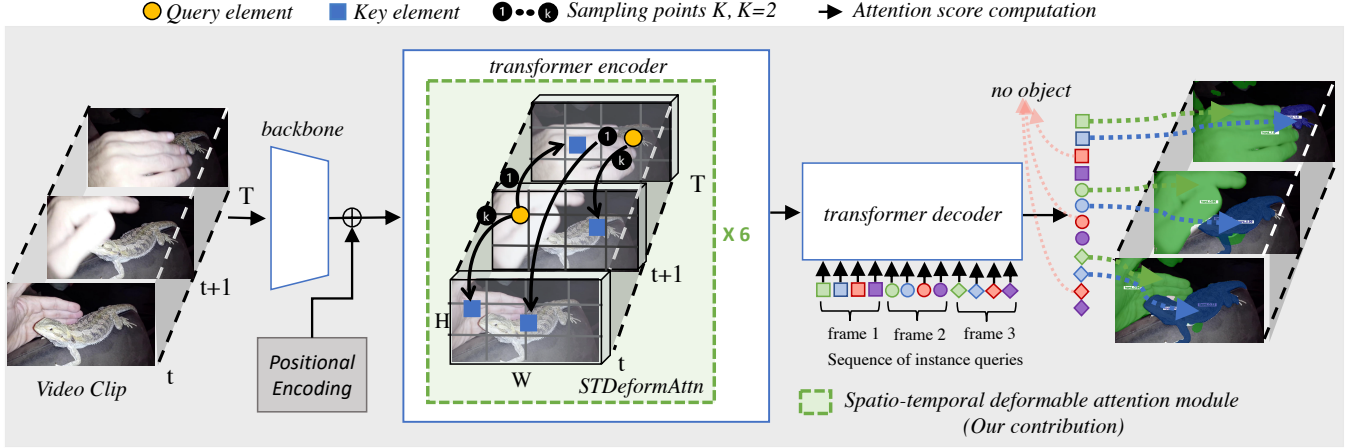 Query element
Key element
1 k Sampling points K, K=2
Attention score computation
transformer encoder
no object
backbone
1
k
1
k
T
T
transformer decoder
X 6
t+1
t+1
H
frame 1
frame 2
frame 3
Positional
Encoding
t
t
W
Sequence of instance queries
Video Clip
STDeformAttn
Spatio-temporal deformable attention module
(Our contribution)